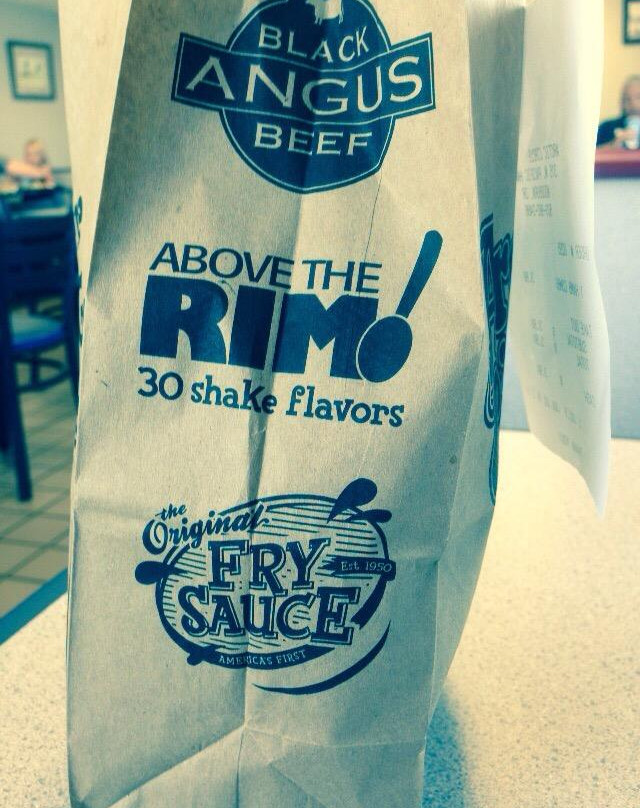 BLACK
ANGUS
BEEF
ABOVE THE
RIM!
30 shake flavors
the
Original
FRY
Est 1950
SAUCE
AMERICA'S FIRST